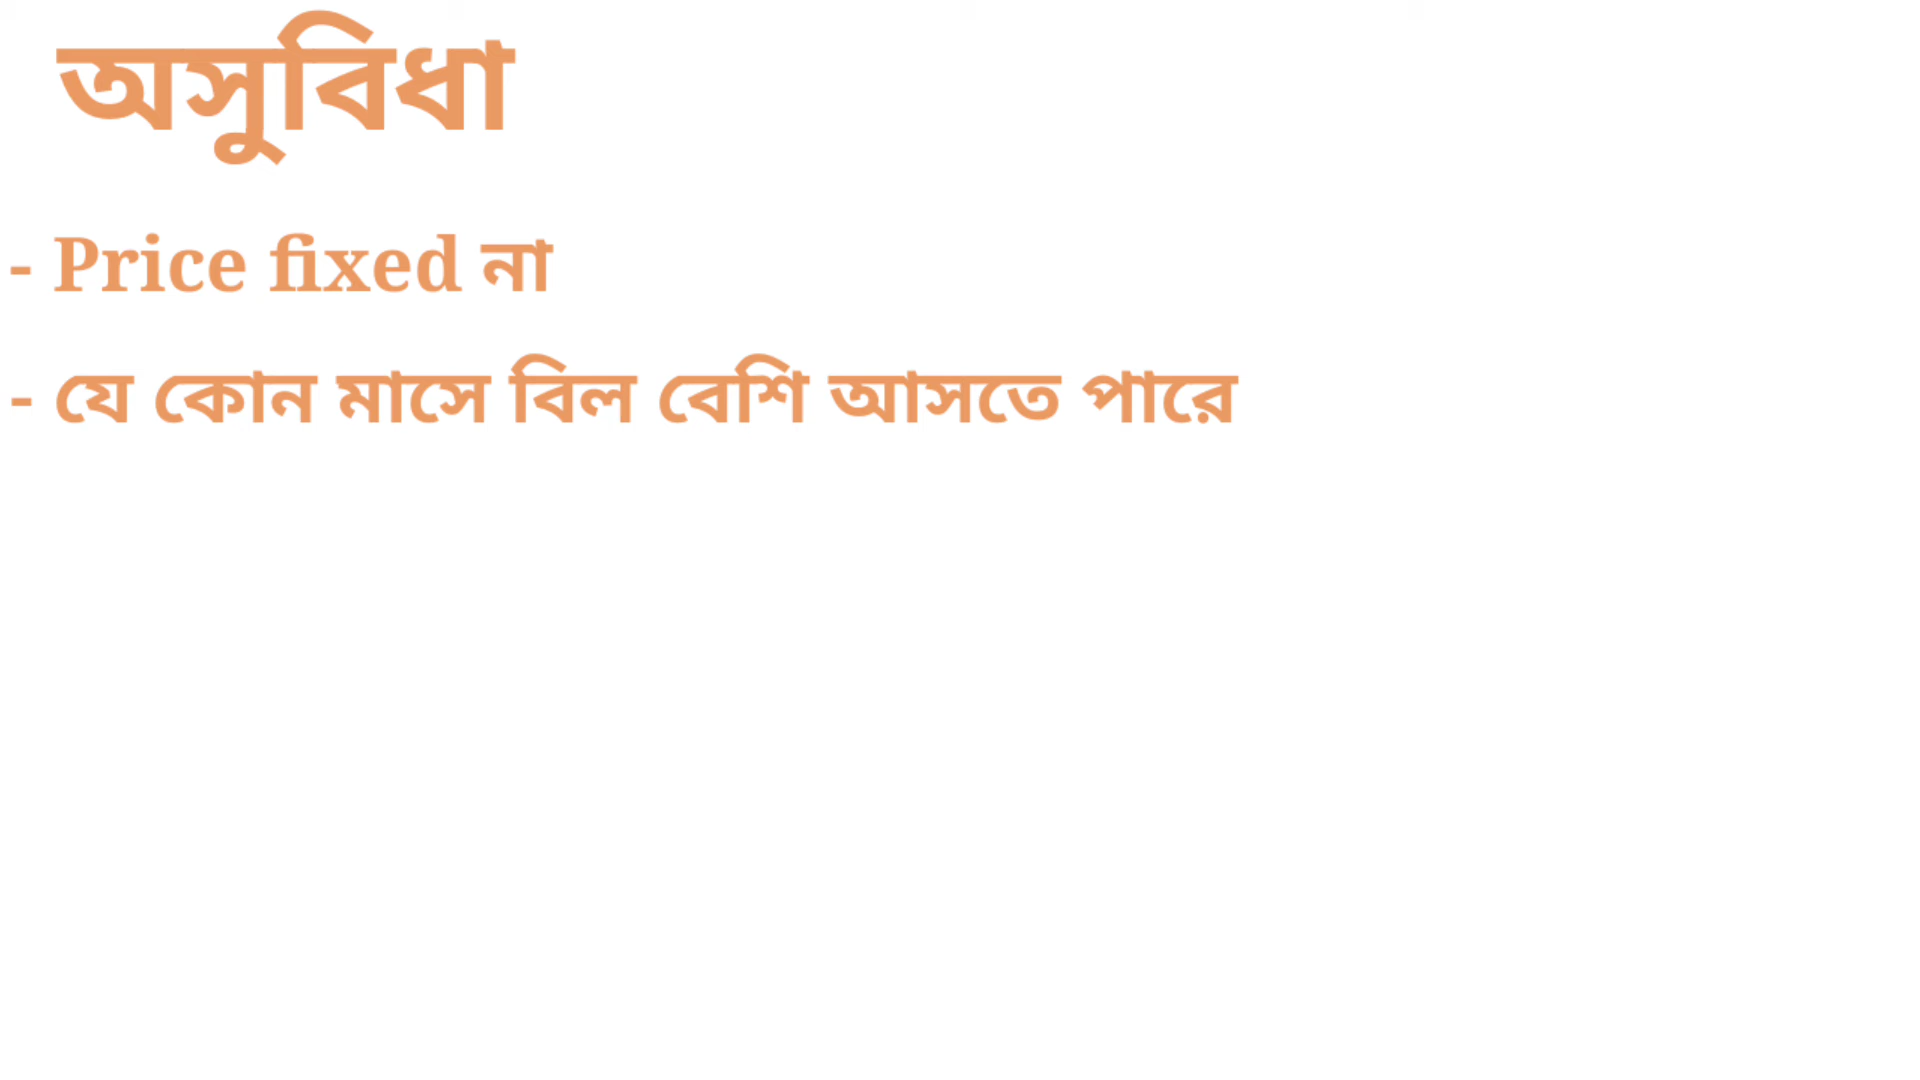 অসুবিধা
- Price fixed না
- যে কোন মাসে বিল বেশি আসতে পারে